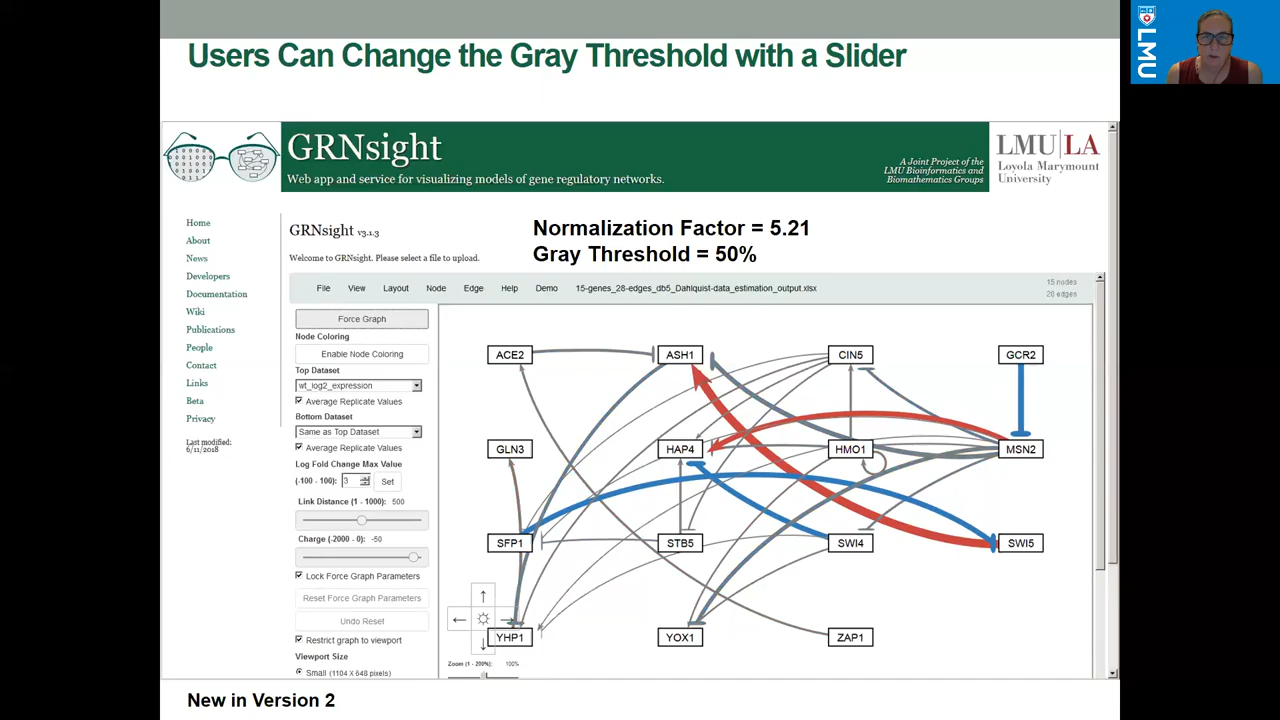 Users Can Change the Gray Threshold with a Slider
LMU
GRNsight
Web app and service for visualizing models of gene regulatory networks.
A Joint Project of the
LMU Bioinformatics and
Biomathematics Groups
LMU|LA
Loyola Marymount
University
Home
About
News
Developers
Documentation
Wiki
Publications
People
Contact
Links
Beta
Privacy
Last modified:
6/11/2018
GRNsight v3.1.3
Welcome to GRNsight. Please select a file to upload.
Normalization Factor = 5.21
Gray Threshold = 50%
File View Layout Node Edge Help Demo 15-genes_28-edges_db5_Dahlquist-data_estimation_output.xlsx
15 nodes
28 edges
Force Graph
Node Coloring
Enable Node Coloring
Top Dataset
wt_log2_expression
Average Replicate Values
Bottom Dataset
Same as Top Dataset
Average Replicate Values
Log Fold Change Max Value
(-100 - 100): 3 Set
Link Distance (1 - 1000): 500
Charge (-2000 - 0): -50
Lock Force Graph Parameters
Reset Force Graph Parameters
Undo Reset
Restrict graph to viewport
Viewport Size
Small (1104 X 648 pixels)
ACE2 ASH1 CIN5 GCR2
GLN3 HAP4 HMO1 MSN2
SFP1 STB5 SWI4 SWI5
YHP1 YOX1 ZAP1
Zoom (1 - 200%): 100%
New in Version 2